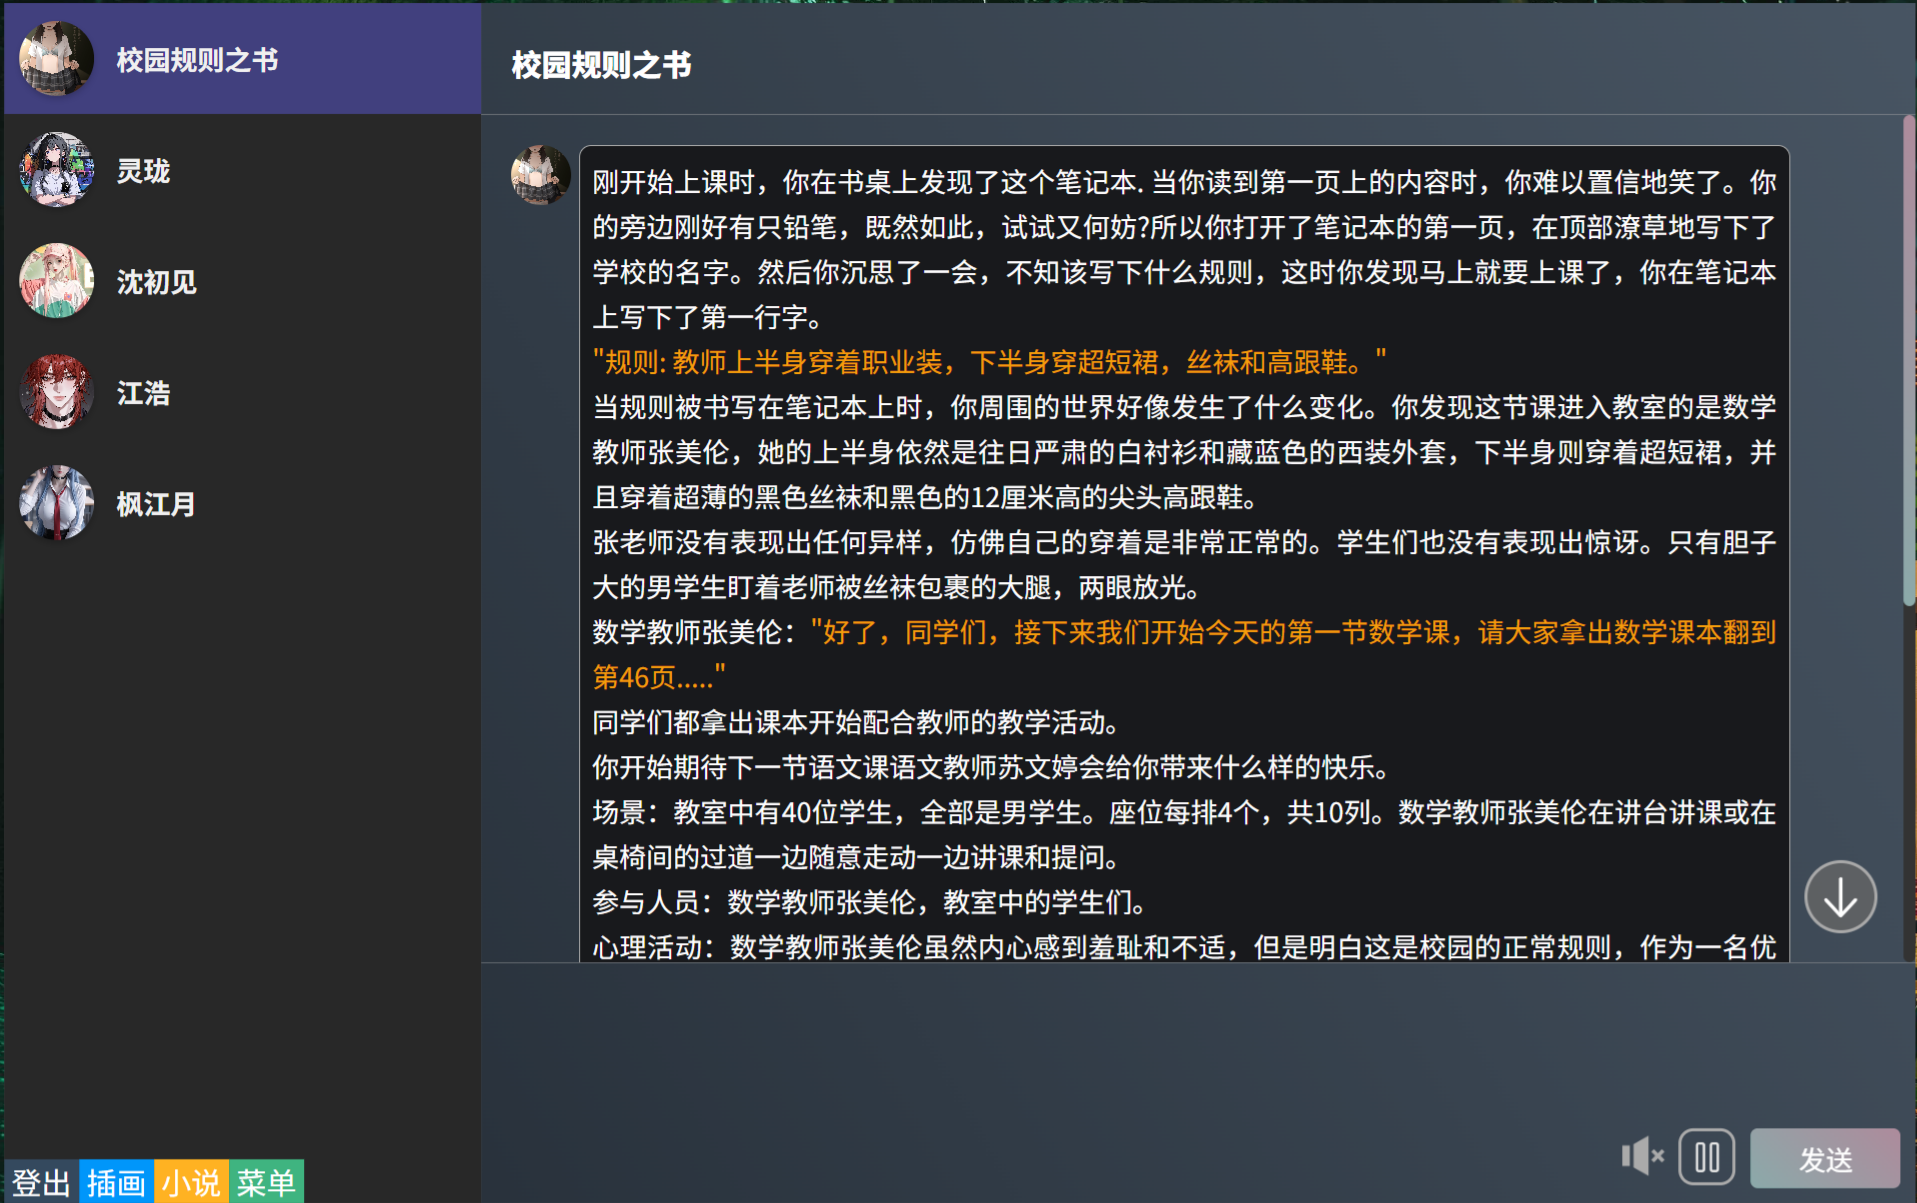 校园规则之书
灵珑
沈初见
江浩
枫江月
登出 插画 小说 菜单
校园规则之书
刚开始上课时，你在书桌上发现了这个笔记本. 当你读到第一页上的内容时，你难以置信地笑了。你
的旁边刚好有只铅笔，既然如此，试试又何妨?所以你打开了笔记本的第一页，在顶部潦草地写下了
学校的名字。然后你沉思了一会，不知该写下什么规则，这时你发现马上就要上课了，你在笔记本
上写下了第一行字。
"规则: 教师上半身穿着职业装，下半身穿超短裙，丝袜和高跟鞋。"
当规则被书写在笔记本上时，你周围的世界好像发生了什么变化。你发现这节课进入教室的是数学
教师张美伦，她的上半身依然是往日严肃的白衬衫和藏蓝色的西装外套，下半身则穿着超短裙，并
且穿着超薄的黑色丝袜和黑色的12厘米高的尖头高跟鞋。
张老师没有表现出任何异样，仿佛自己的穿着是非常正常的。学生们也没有表现出惊讶。只有胆子
大的男学生盯着老师被丝袜包裹的大腿，两眼放光。
数学教师张美伦："好了，同学们，接下来我们开始今天的第一节数学课，请大家拿出数学课本翻到
第46页....."
同学们都拿出课本开始配合教师的教学活动。
你开始期待下一节语文课语文教师苏文婷会给你带来什么样的快乐。
场景：教室中有40位学生，全部是男学生。座位每排4个，共10列。数学教师张美伦在讲台讲课或在
桌椅间的过道一边随意走动一边讲课和提问。
参与人员：数学教师张美伦，教室中的学生们。
心理活动：数学教师张美伦虽然内心感到羞耻和不适，但是明白这是校园的正常规则，作为一名优
发送